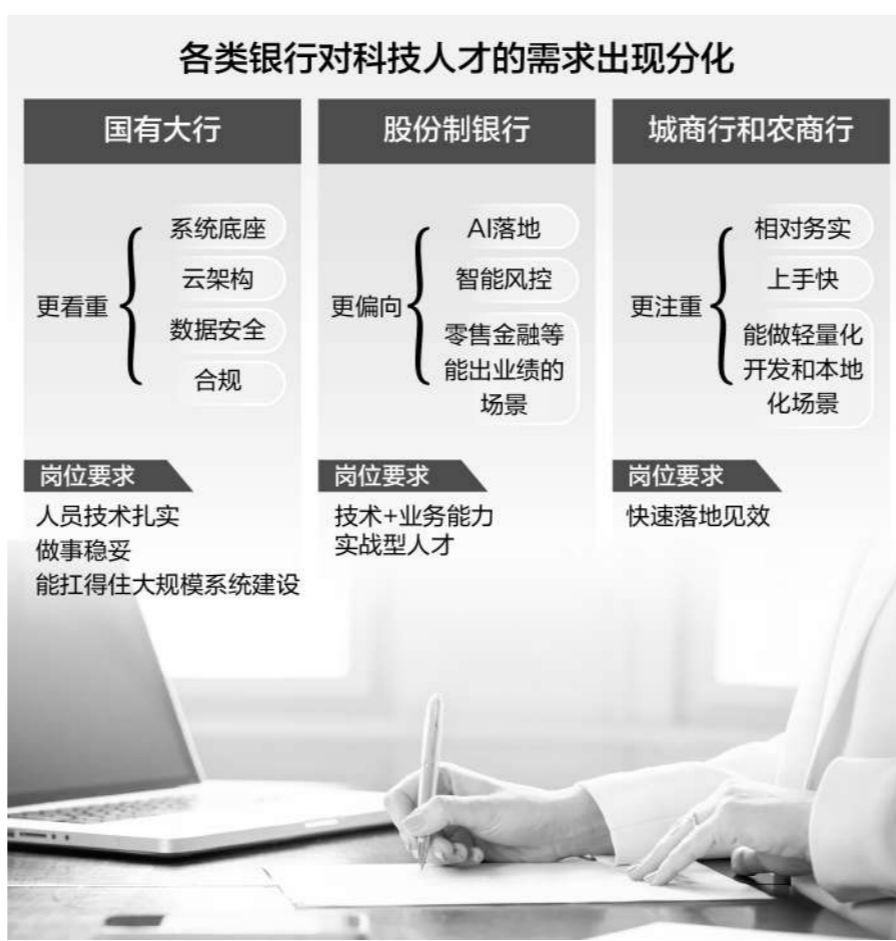 各类银行对科技人才的需求出现分化
国有大行
更看重
系统底座
云架构
数据安全
合规
岗位要求
人员技术扎实
做事稳妥
能扛得住大规模系统建设
股份制银行
更偏向
AI落地
智能风控
零售金融等
能出业绩的
场景
岗位要求
技术+业务能力
实战型人才
城商行和农商行
更注重
相对务实
上手快
能做轻量化
开发和本地
化场景
岗位要求
快速落地见效